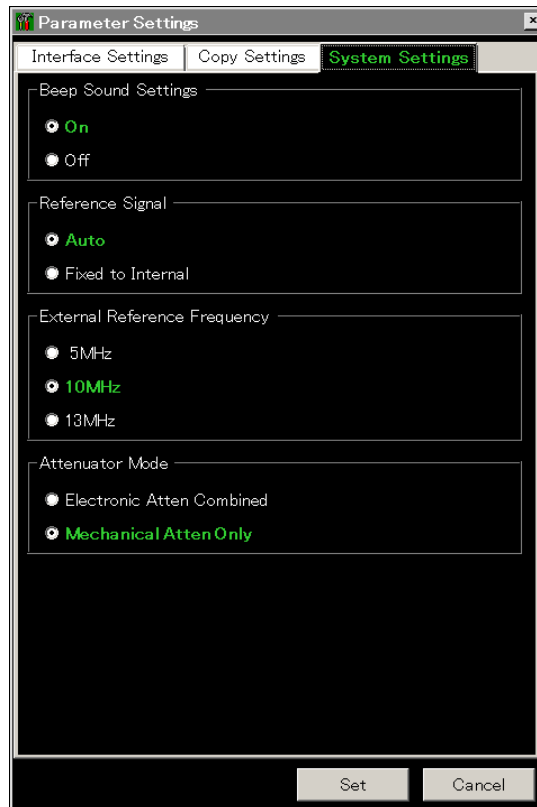 Parameter Settings
Interface Settings Copy Settings System Settings
Beep Sound Settings
On
Off
Reference Signal
Auto
Fixed to Internal
External Reference Frequency
5MHz
10MHz
13MHz
Attenuator Mode
Electronic Atten Combined
Mechanical Atten Only
Set Cancel